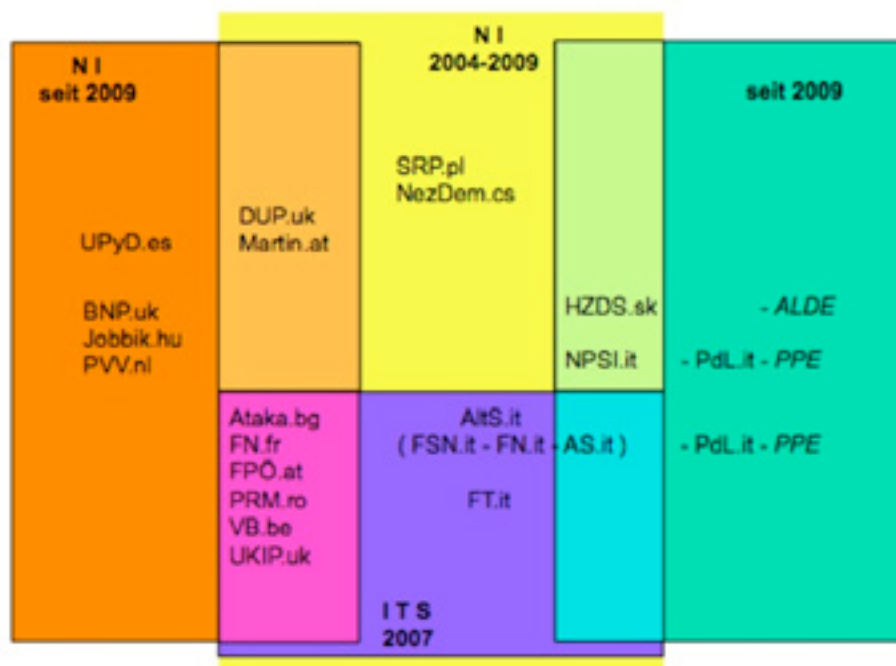 N I
seit 2009
N I
2004-2009
seit 2009
SRP.pl
NezDem.cs
DUP.uk
Martin.at
UPyD.es
BNP.uk
Jobbik.hu
PVV.nl
HZDS.sk - ALDE
NPSI.it - PdL.it - PPE
Ataka.bg
FN.fr
FPÖ.at
PRM.ro
VB.be
UKIP.uk
AltS.it
( FSN.it - FN.it - AS.it ) - PdL.it - PPE
FT.it
I T S
2007